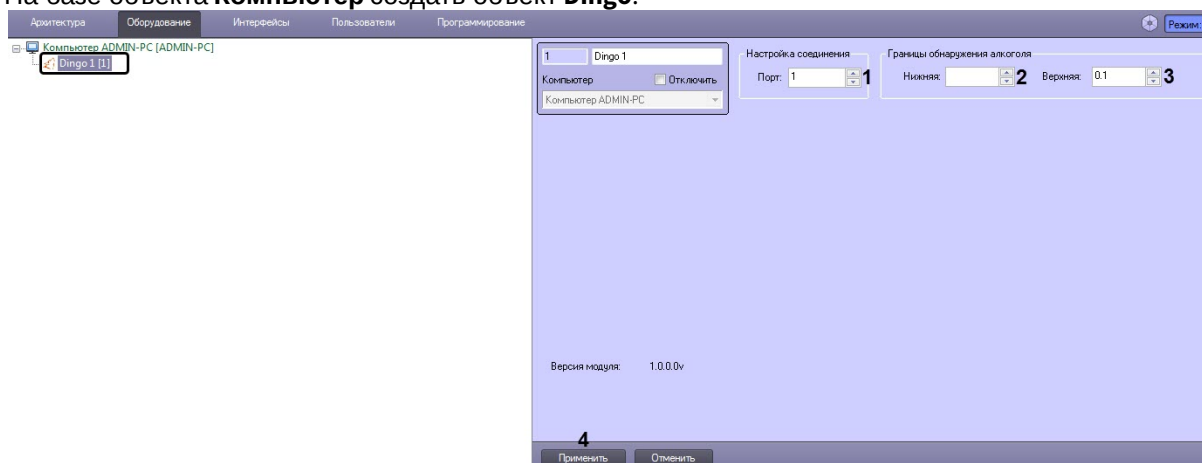 На базе объекта Компьютер создать объект Dingo.
Архитектура Оборудование Интерфейсы Пользователи Программирование Режим:
Компьютер ADMIN-PC [ADMIN-PC]
Dingo 1 [1]
1 Dingo 1
Компьютер Отключить
Компьютер ADMIN-PC
Настройка соединения
Порт: 1 1
Границы обнаружения алкоголя
Нижняя: 2 Верхняя: 0.1 3
Версия модуля: 1.0.0.0v
4
Применить Отменить